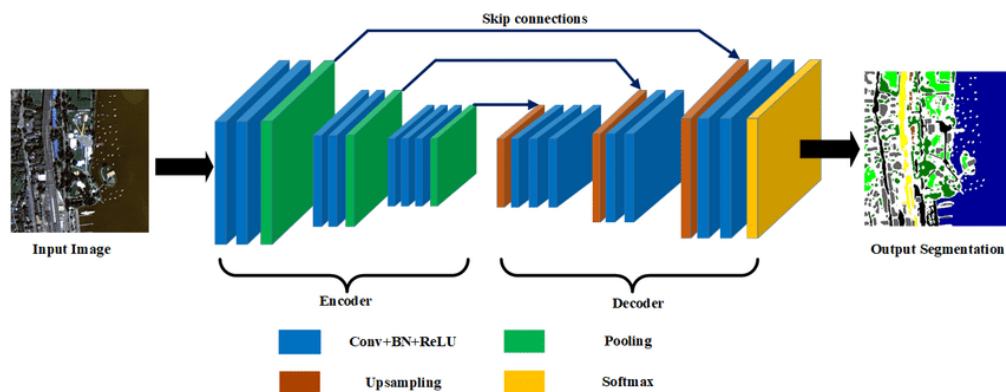 Skip connections
Input Image
Output Segmentation
Encoder
Decoder
Conv+BN+ReLU
Pooling
Upsampling
Softmax